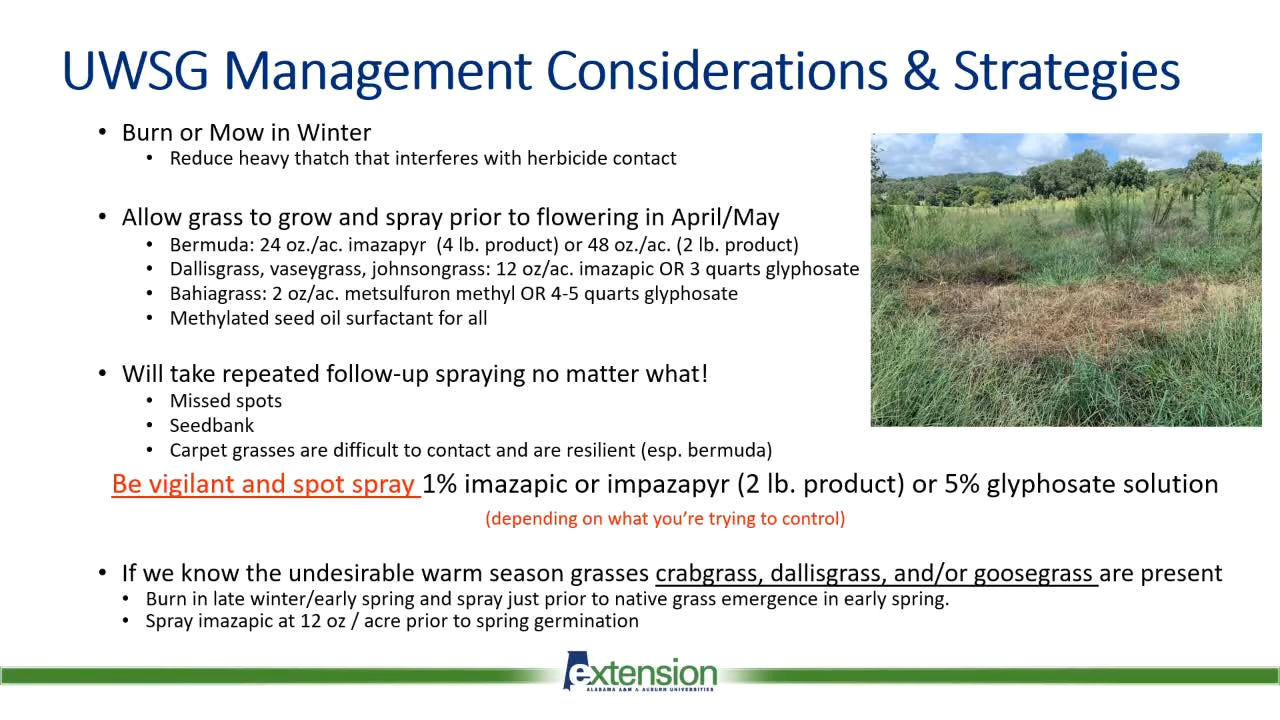 UWSG Management Considerations & Strategies
• Burn or Mow in Winter
• Reduce heavy thatch that interferes with herbicide contact
• Allow grass to grow and spray prior to flowering in April/May
• Bermuda: 24 oz./ac. imazapyr (4 lb. product) or 48 oz./ac. (2 lb. product)
• Dallisgrass, vaseygrass, johnsongrass: 12 oz/ac. imazapic OR 3 quarts glyphosate
• Bahiagrass: 2 oz/ac. metsulfuron methyl OR 4-5 quarts glyphosate
• Methylated seed oil surfactant for all
• Will take repeated follow-up spraying no matter what!
• Missed spots
• Seedbank
• Carpet grasses are difficult to contact and are resilient (esp. bermuda)
Be vigilant and spot spray 1% imazapic or impazapyr (2 lb. product) or 5% glyphosate solution
(depending on what you're trying to control)
• If we know the undesirable warm season grasses crabgrass, dallisgrass, and/or goosegrass are present
• Burn in late winter/early spring and spray just prior to native grass emergence in early spring.
• Spray imazapic at 12 oz / acre prior to spring germination
extension
ALABAMA A&M & AUBURN UNIVERSITIES